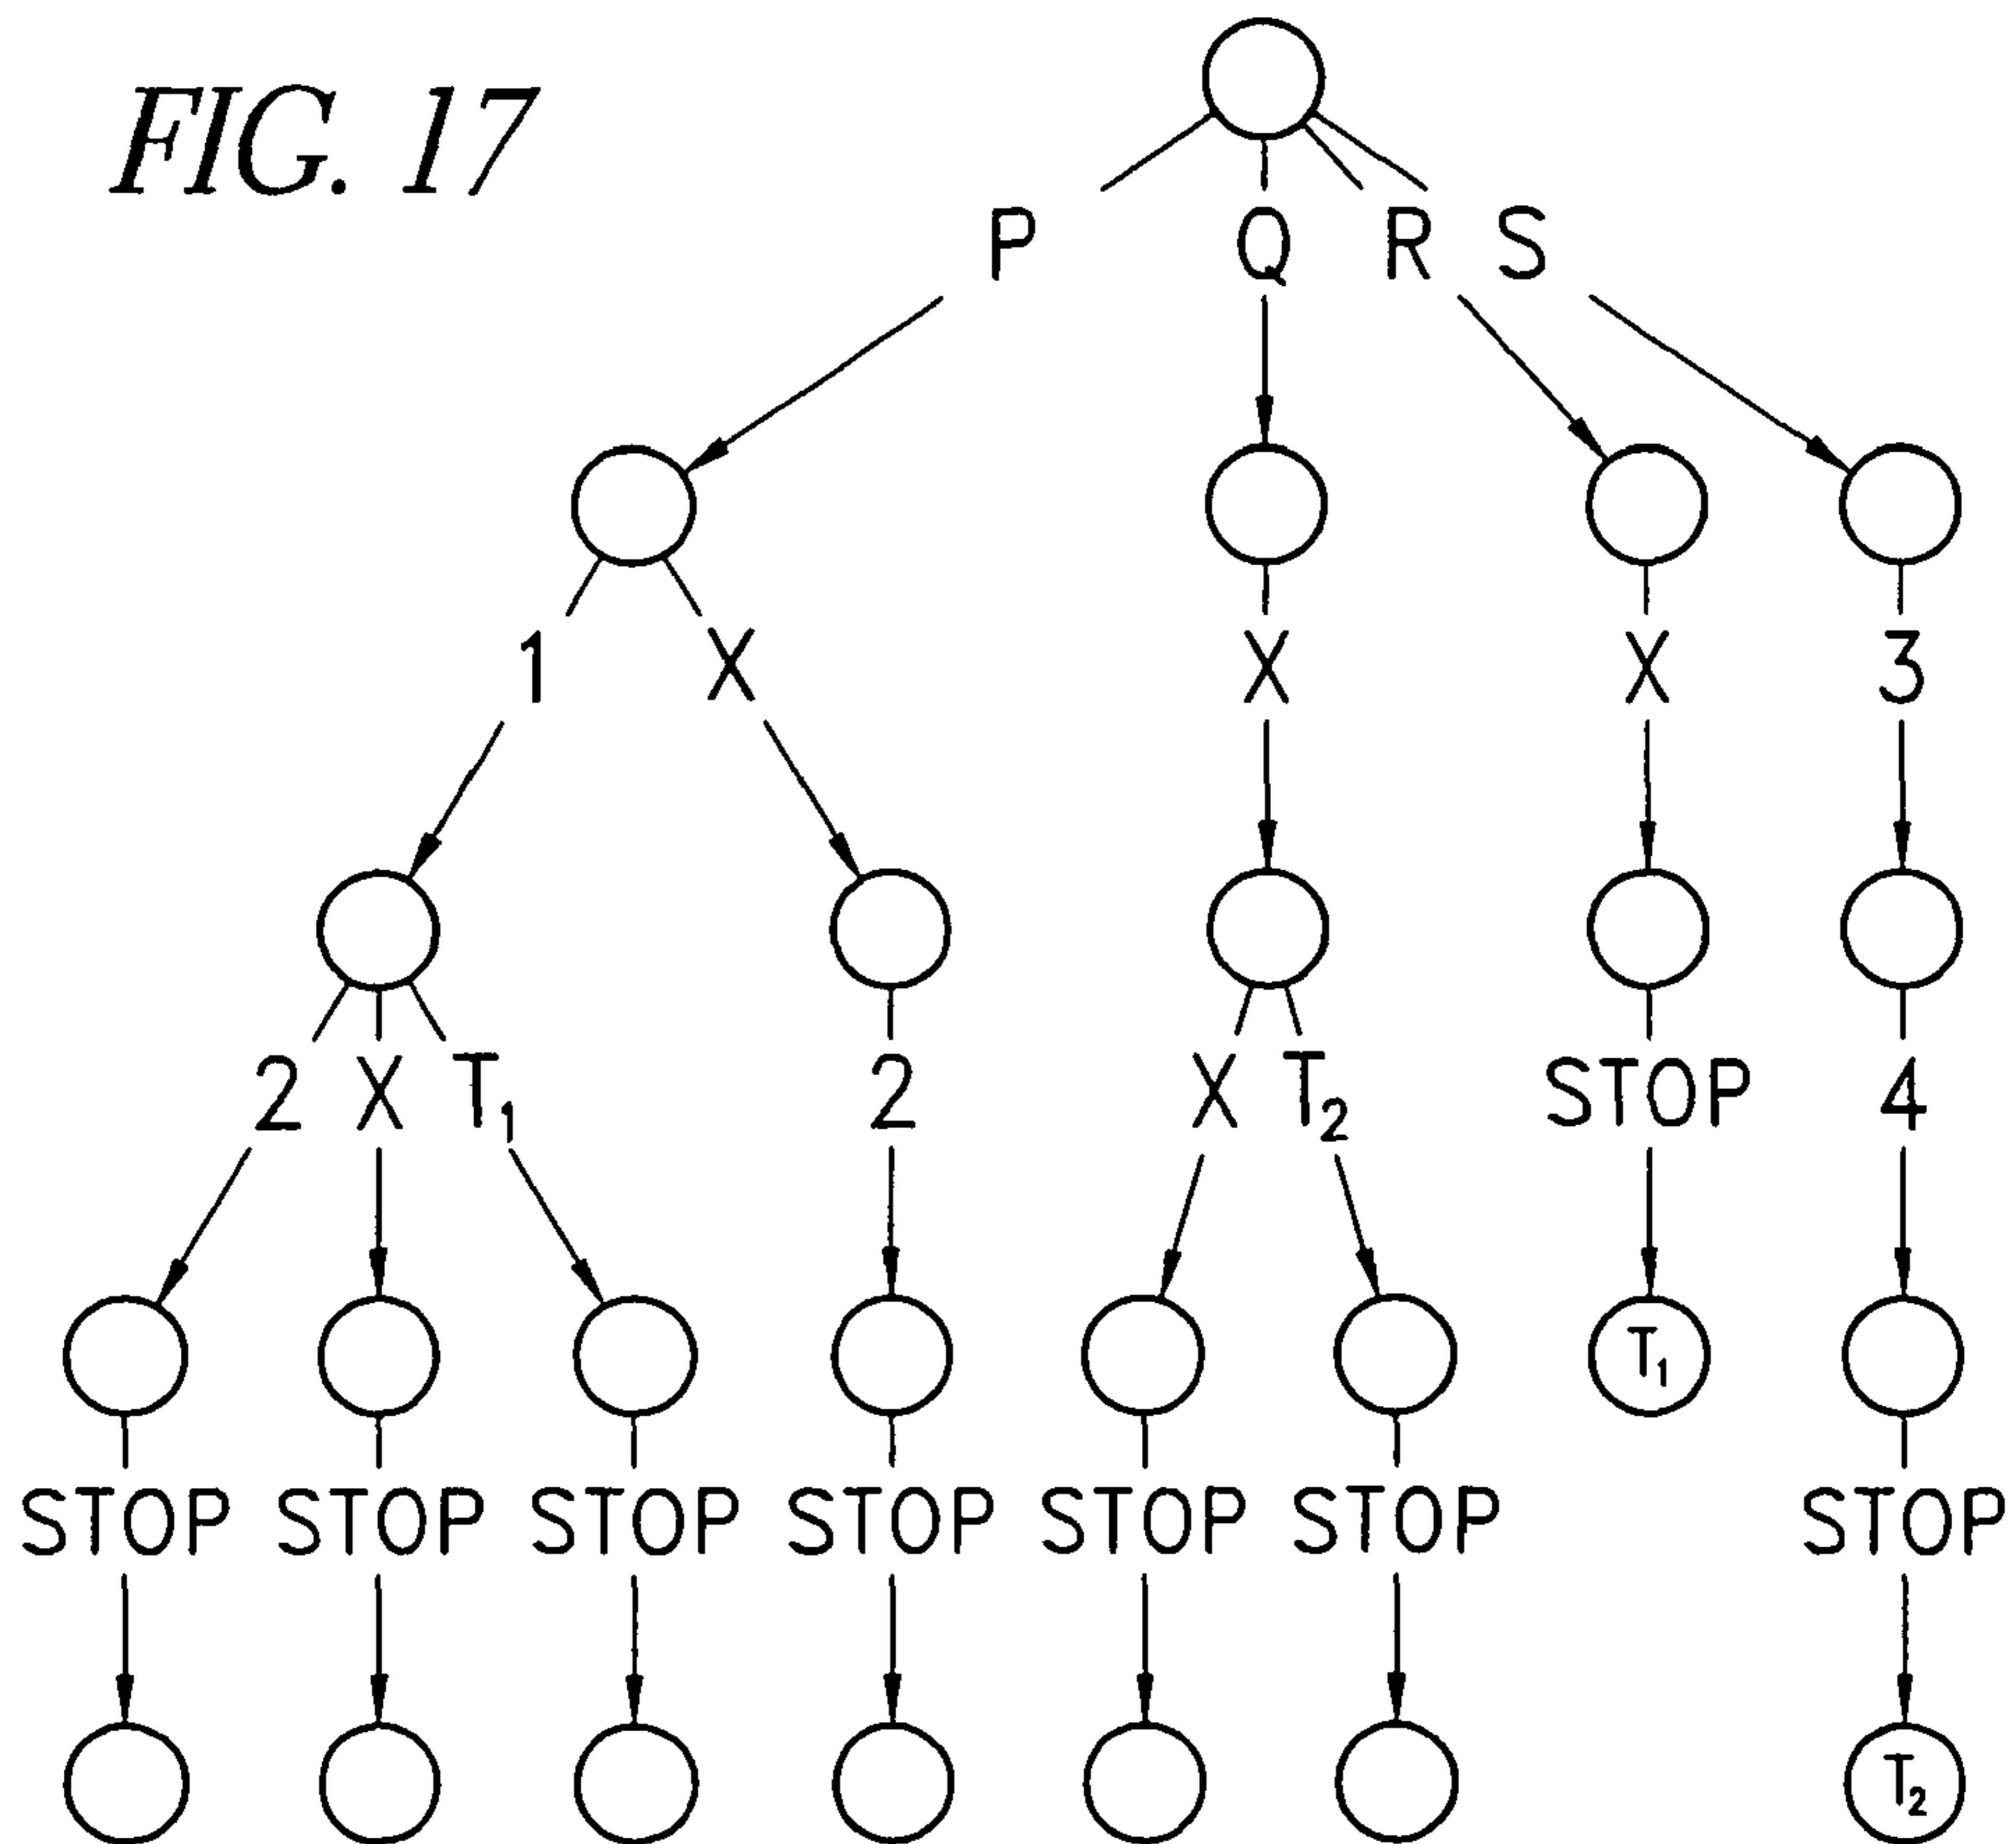 FIG. 17
P Q R S
1 X X X 3
2 X T₁ 2 X T₂ STOP 4
T₁
STOP STOP STOP STOP STOP STOP STOP
T₂